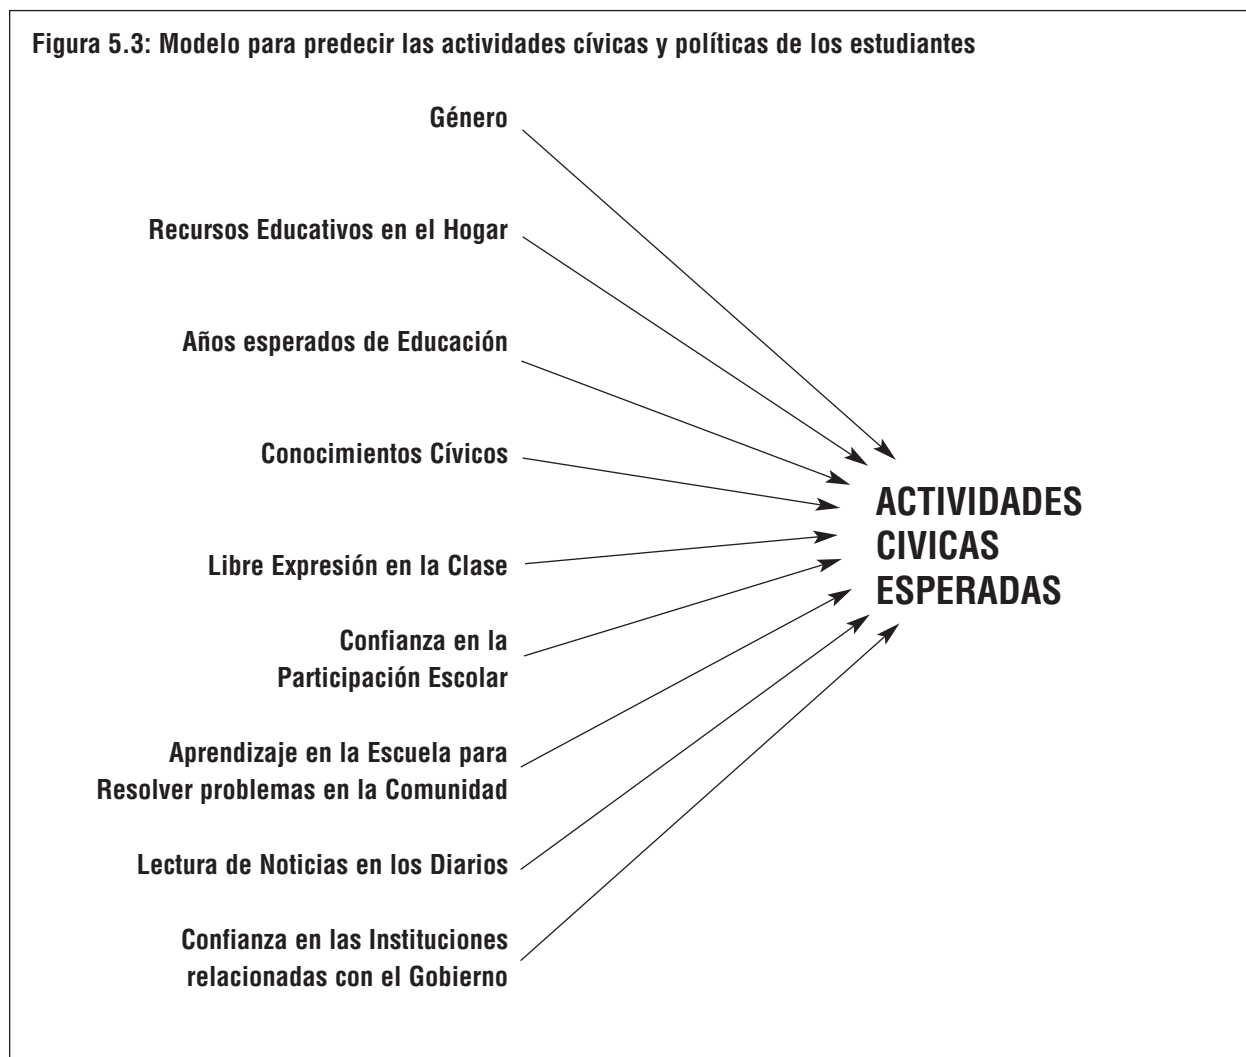 Figura 5.3: Modelo para predecir las actividades cívicas y políticas de los estudiantes
Género
Recursos Educativos en el Hogar
Años esperados de Educación
Conocimientos Cívicos
Libre Expresión en la Clase
Confianza en la
Participación Escolar
Aprendizaje en la Escuela para
Resolver problemas en la Comunidad
Lectura de Noticias en los Diarios
Confianza en las Instituciones
relacionadas con el Gobierno
ACTIVIDADES
CIVICAS
ESPERADAS